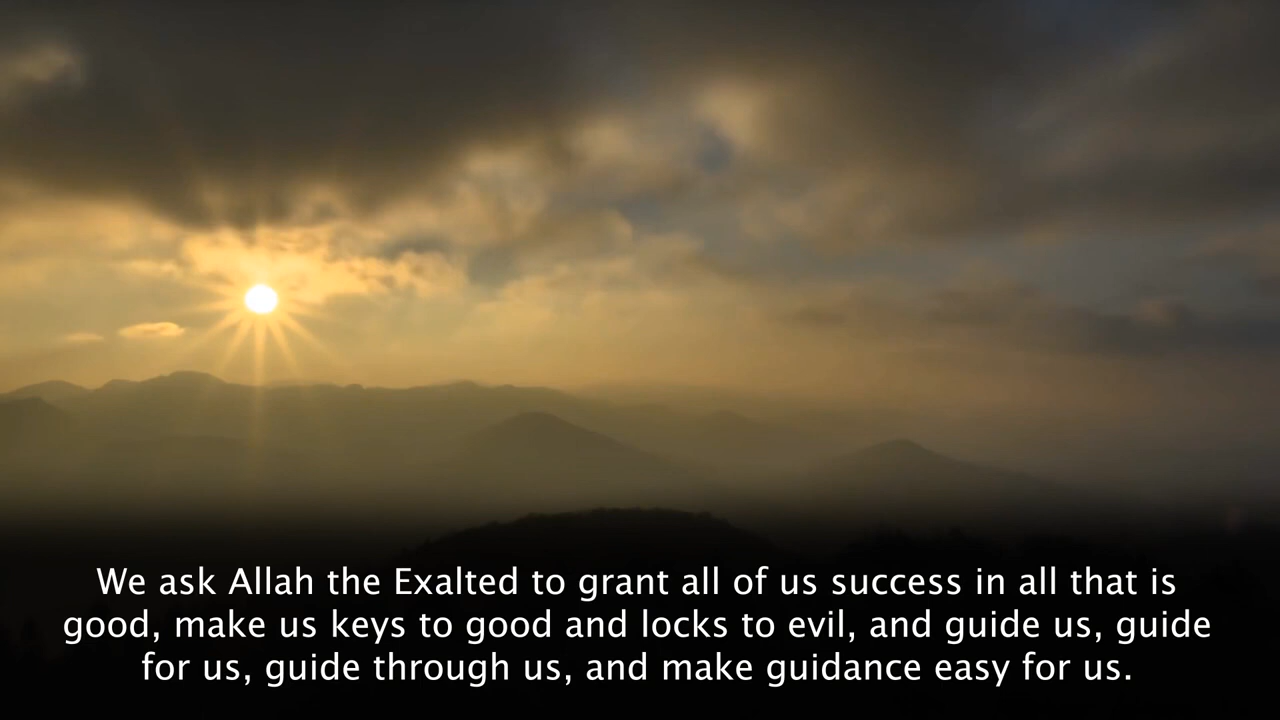 We ask Allah the Exalted to grant all of us success in all that is
good, make us keys to good and locks to evil, and guide us, guide
for us, guide through us, and make guidance easy for us.